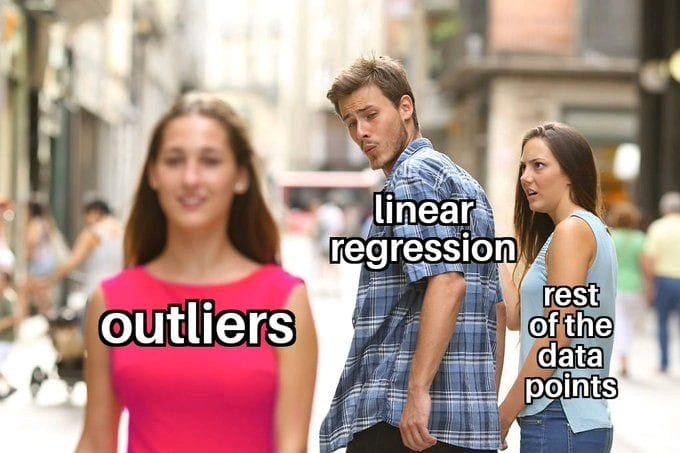 outliers
linear
regression
rest
of the
data
points